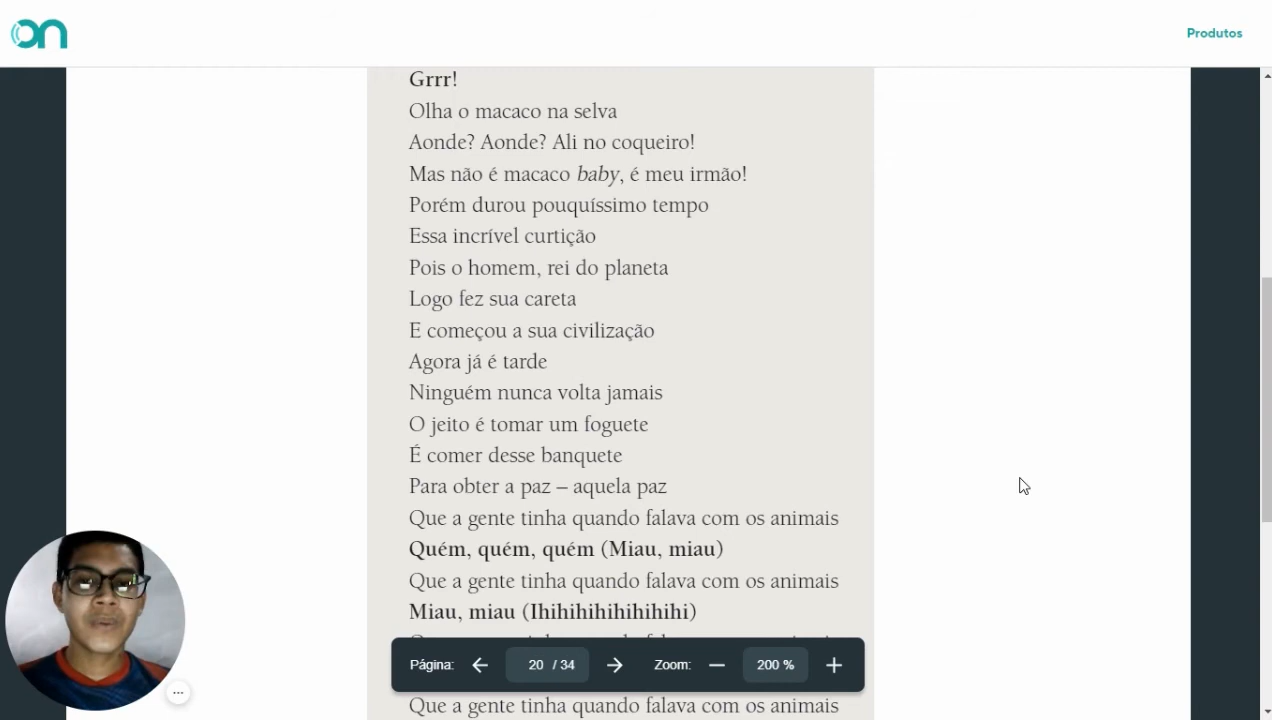 on
Produtos
Grrr!
Olha o macaco na selva
Aonde? Aonde? Ali no coqueiro!
Mas não é macaco baby, é meu irmão!
Porém durou pouquíssimo tempo
Essa incrível curtição
Pois o homem, rei do planeta
Logo fez sua careta
E começou a sua civilização
Agora já é tarde
Ninguém nunca volta jamais
O jeito é tomar um foguete
É comer desse banquete
Para obter a paz – aquela paz
Que a gente tinha quando falava com os animais
Quém, quém, quém (Miau, miau)
Que a gente tinha quando falava com os animais
Miau, miau (Ihihihihihihihihi)
Página: 20 / 34 Zoom: 200 %
Que a gente tinha quando falava com os animais